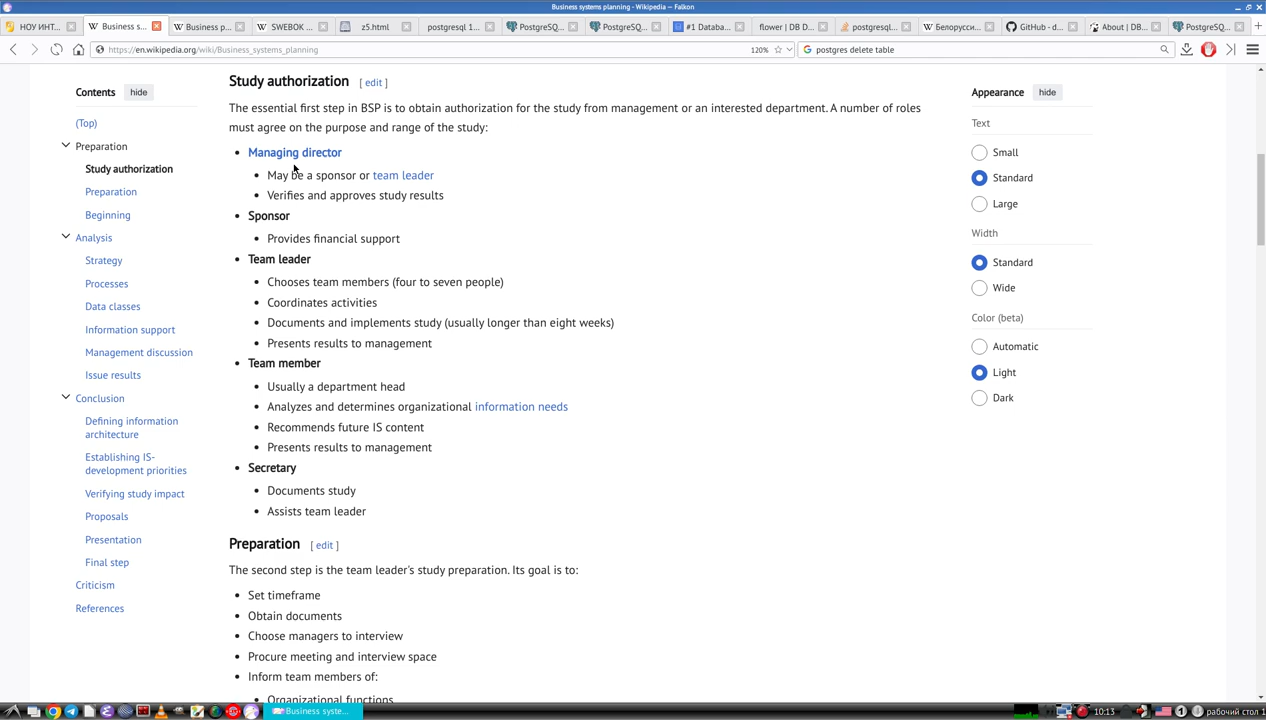 Business systems planning - Wikipedia — Falkon
НОУ ИНТ...
Business s...
Business p...
SWEBOK ...
z5.html
postgresql 1...
PostgreSQ...
PostgreSQ...
#1 Databa...
flower | DB D...
postgresql...
Белорусси...
GitHub - d...
About | DB...
PostgreSQ...
https://en.wikipedia.org/wiki/Business_systems_planning
120%
postgres delete table
Contents
hide
(Top)
Preparation
Study authorization
Preparation
Beginning
Analysis
Strategy
Processes
Data classes
Information support
Management discussion
Issue results
Conclusion
Defining information
architecture
Establishing IS-
development priorities
Verifying study impact
Proposals
Presentation
Final step
Criticism
References
Study authorization [ edit ]
The essential first step in BSP is to obtain authorization for the study from management or an interested department. A number of roles
must agree on the purpose and range of the study:
• Managing director
• May be a sponsor or team leader
• Verifies and approves study results
• Sponsor
• Provides financial support
• Team leader
• Chooses team members (four to seven people)
• Coordinates activities
• Documents and implements study (usually longer than eight weeks)
• Presents results to management
• Team member
• Usually a department head
• Analyzes and determines organizational information needs
• Recommends future IS content
• Presents results to management
• Secretary
• Documents study
• Assists team leader
Preparation [ edit ]
The second step is the team leader's study preparation. Its goal is to:
• Set timeframe
• Obtain documents
• Choose managers to interview
• Procure meeting and interview space
• Inform team members of:
• Organizational functions
Appearance
hide
Text
Small
Standard
Large
Width
Standard
Wide
Color (beta)
Automatic
Light
Dark
Business syste...
10:13
рабочий стол 1